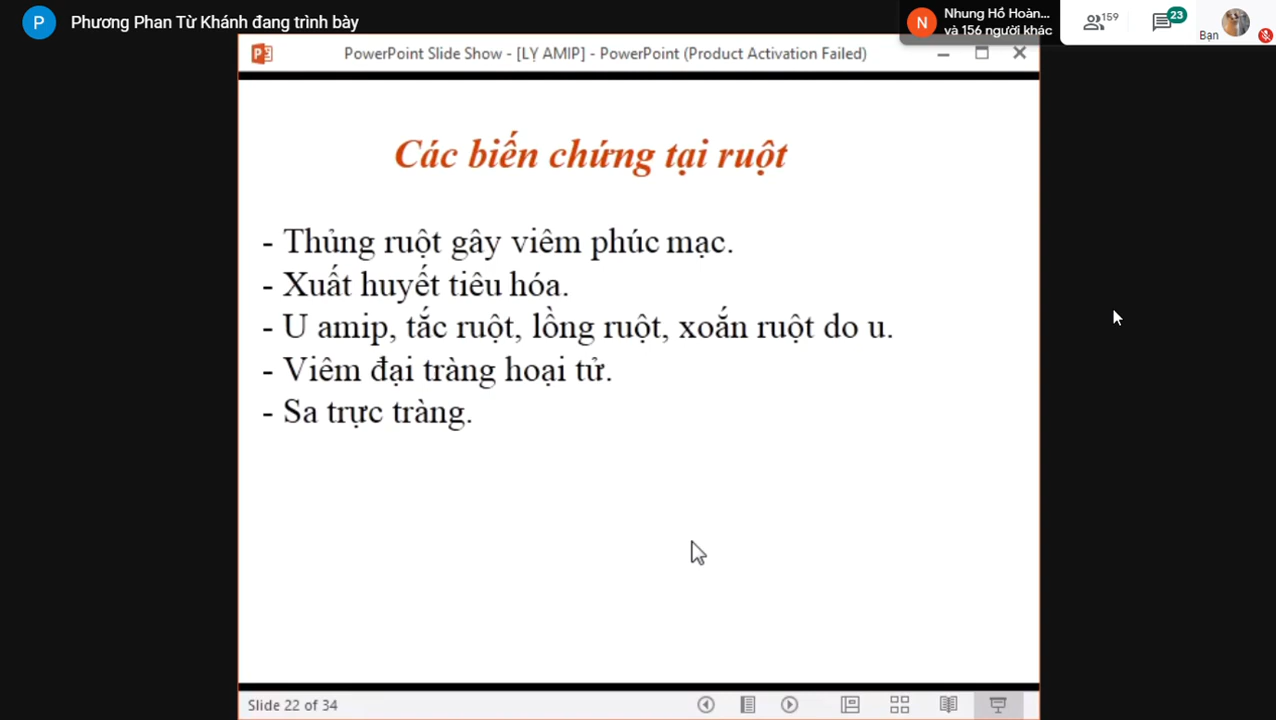 P Phương Phan Từ Khánh đang trình bày
N Nhung Hồ Hoàn...
và 156 người khác
159
23
Bạn
PowerPoint Slide Show - [LỴ AMIP] - PowerPoint (Product Activation Failed)
Các biến chứng tại ruột
- Thủng ruột gây viêm phúc mạc.
- Xuất huyết tiêu hóa.
- U amip, tắc ruột, lồng ruột, xoắn ruột do u.
- Viêm đại tràng hoại tử.
- Sa trực tràng.
Slide 22 of 34